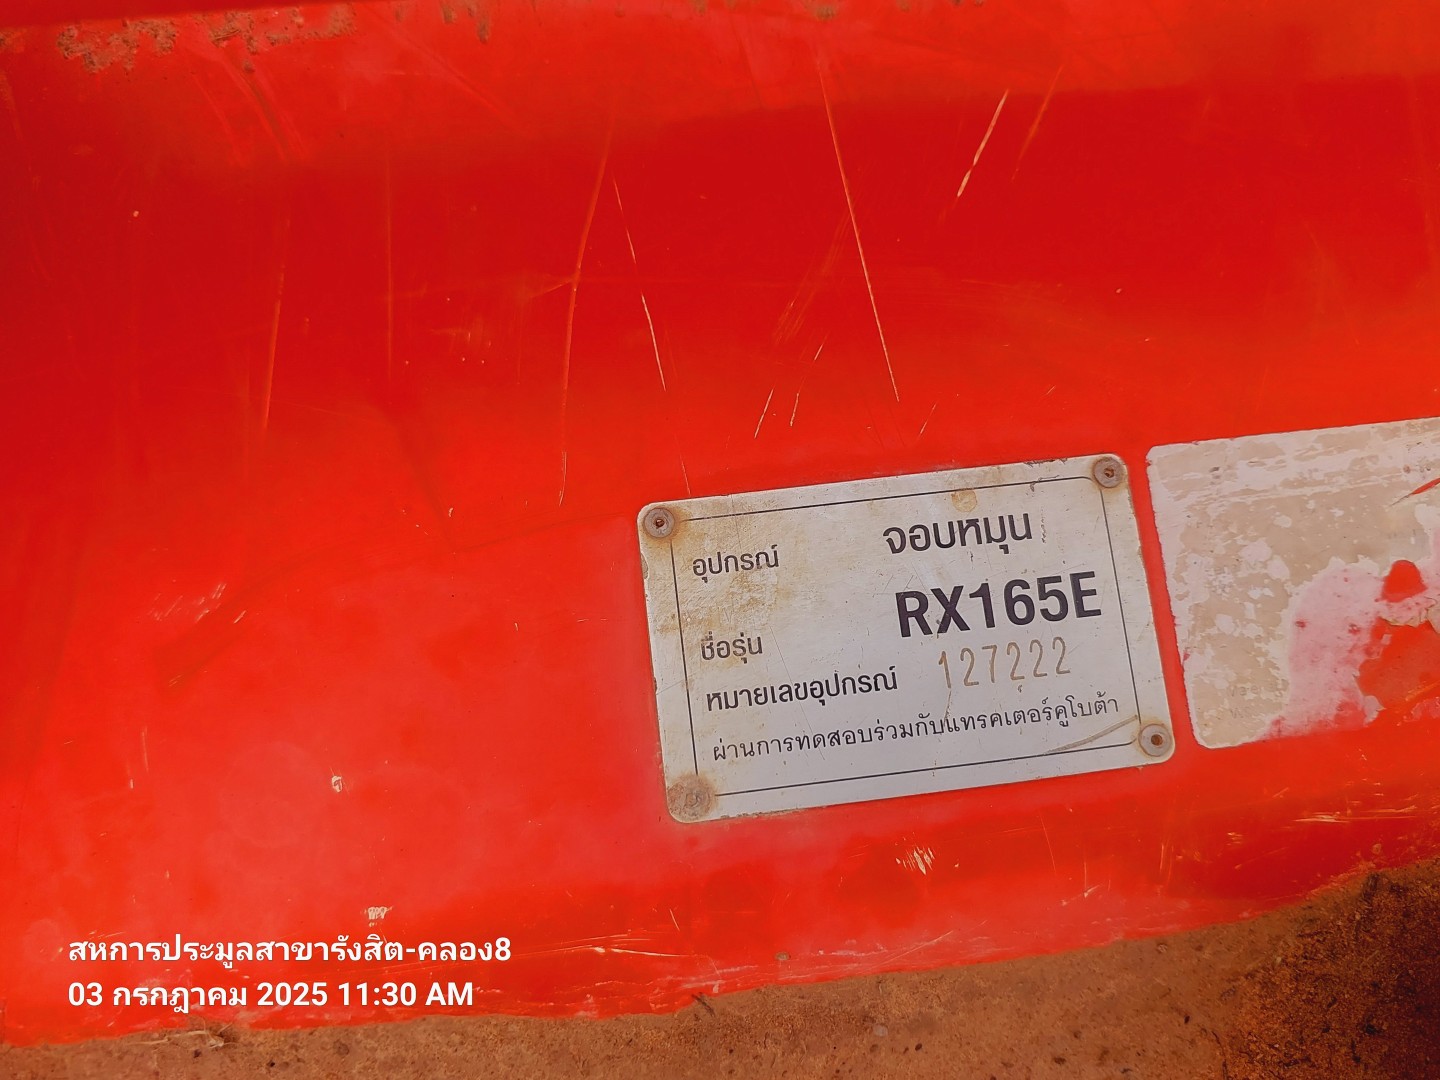 อุปกรณ์ จอบหมุน
ชื่อรุ่น RX165E
หมายเลขอุปกรณ์ 127222
ผ่านการทดสอบร่วมกับแทรคเตอร์คูโบต้า
สหการประมูลสาขารังสิต-คลอง8
03 กรกฎาคม 2025 11:30 AM